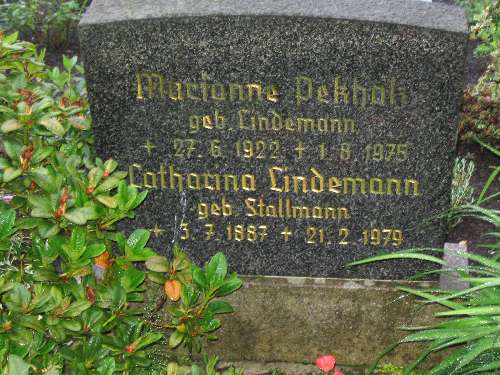 Marianne Pekholz
geb. Lindemann
+ 27. 6. 1922 + 1. 8. 1975
Catharina Lindemann
geb Stallmann
+ 3. 7. 1887 + 21. 2. 1979